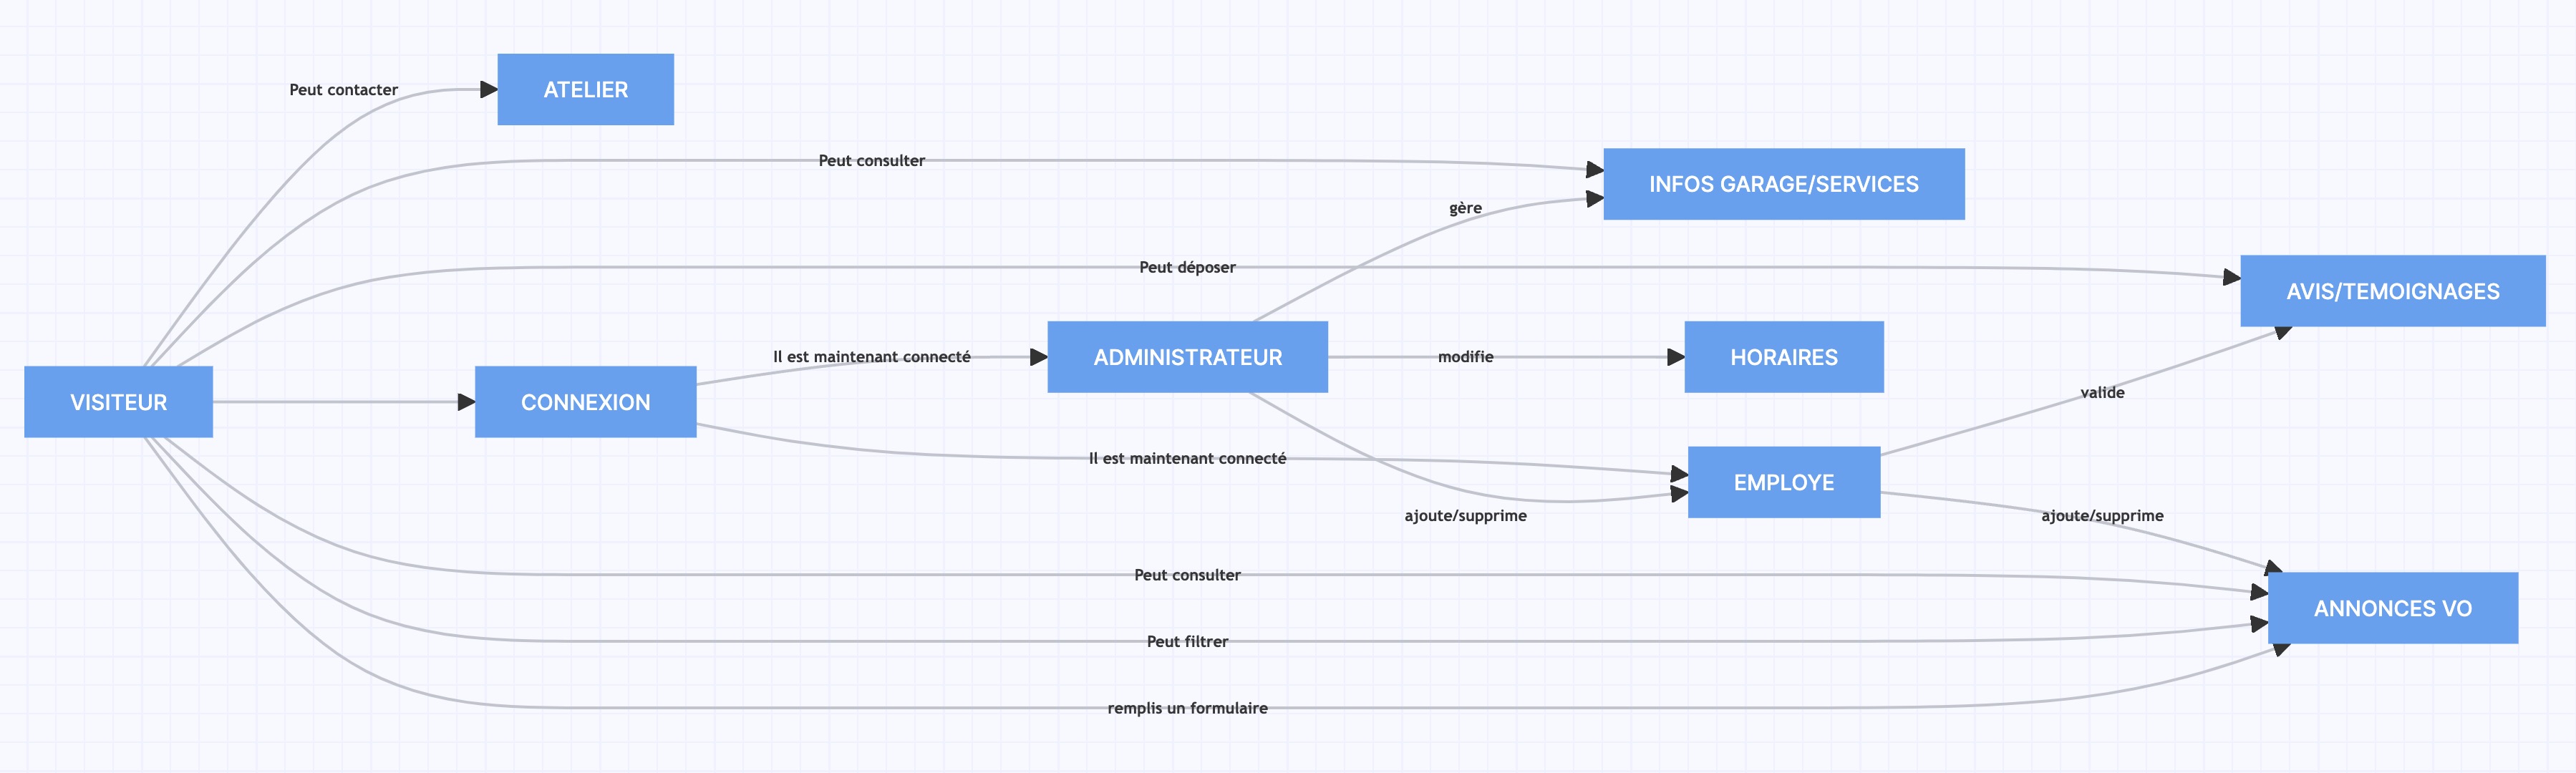 Peut contacter
ATELIER
Peut consulter
INFOS GARAGE/SERVICES
gère
Peut déposer
AVIS/TEMOIGNAGES
Il est maintenant connecté
ADMINISTRATEUR
modifie
HORAIRES
VISITEUR
CONNEXION
valide
Il est maintenant connecté
EMPLOYE
ajoute/supprime
ajoute/supprime
Peut consulter
ANNONCES VO
Peut filtrer
remplis un formulaire